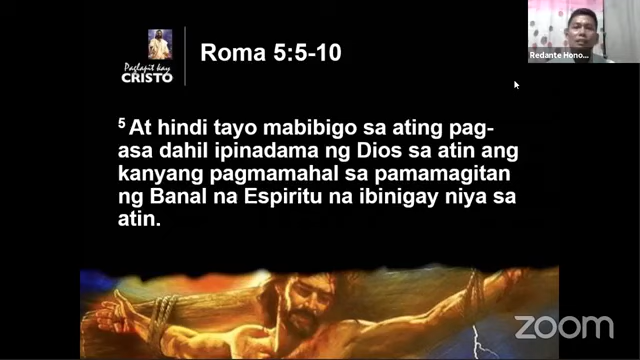 Roma 5:5-10
Paglapit kay
CRISTO
Redante Hono...
5 At hindi tayo mabibigo sa ating pag-
asa dahil ipinadama ng Dios sa atin ang
kanyang pagmamahal sa pamamagitan
ng Banal na Espiritu na ibinigay niya sa
atin.
zoom